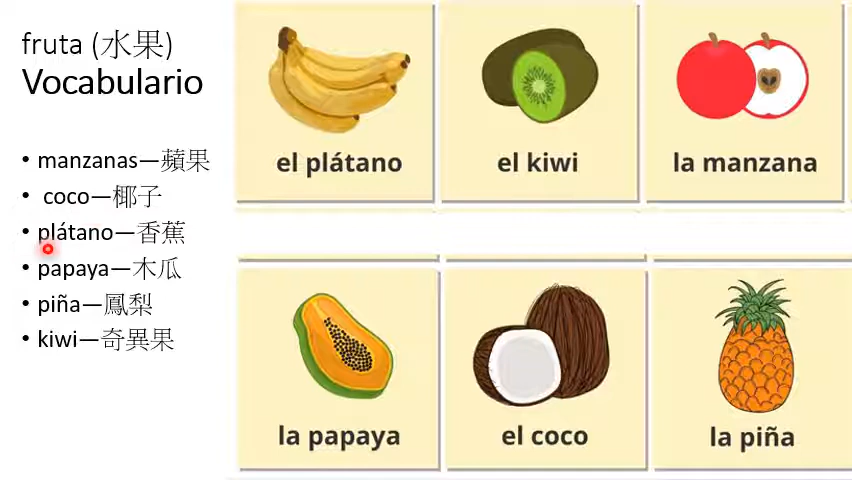 fruta (水果)
Vocabulario
• manzanas—蘋果
• coco—椰子
• plátano—香蕉
• papaya—木瓜
• piña—鳳梨
• kiwi—奇異果
el plátano
el kiwi
la manzana
la papaya
el coco
la piña